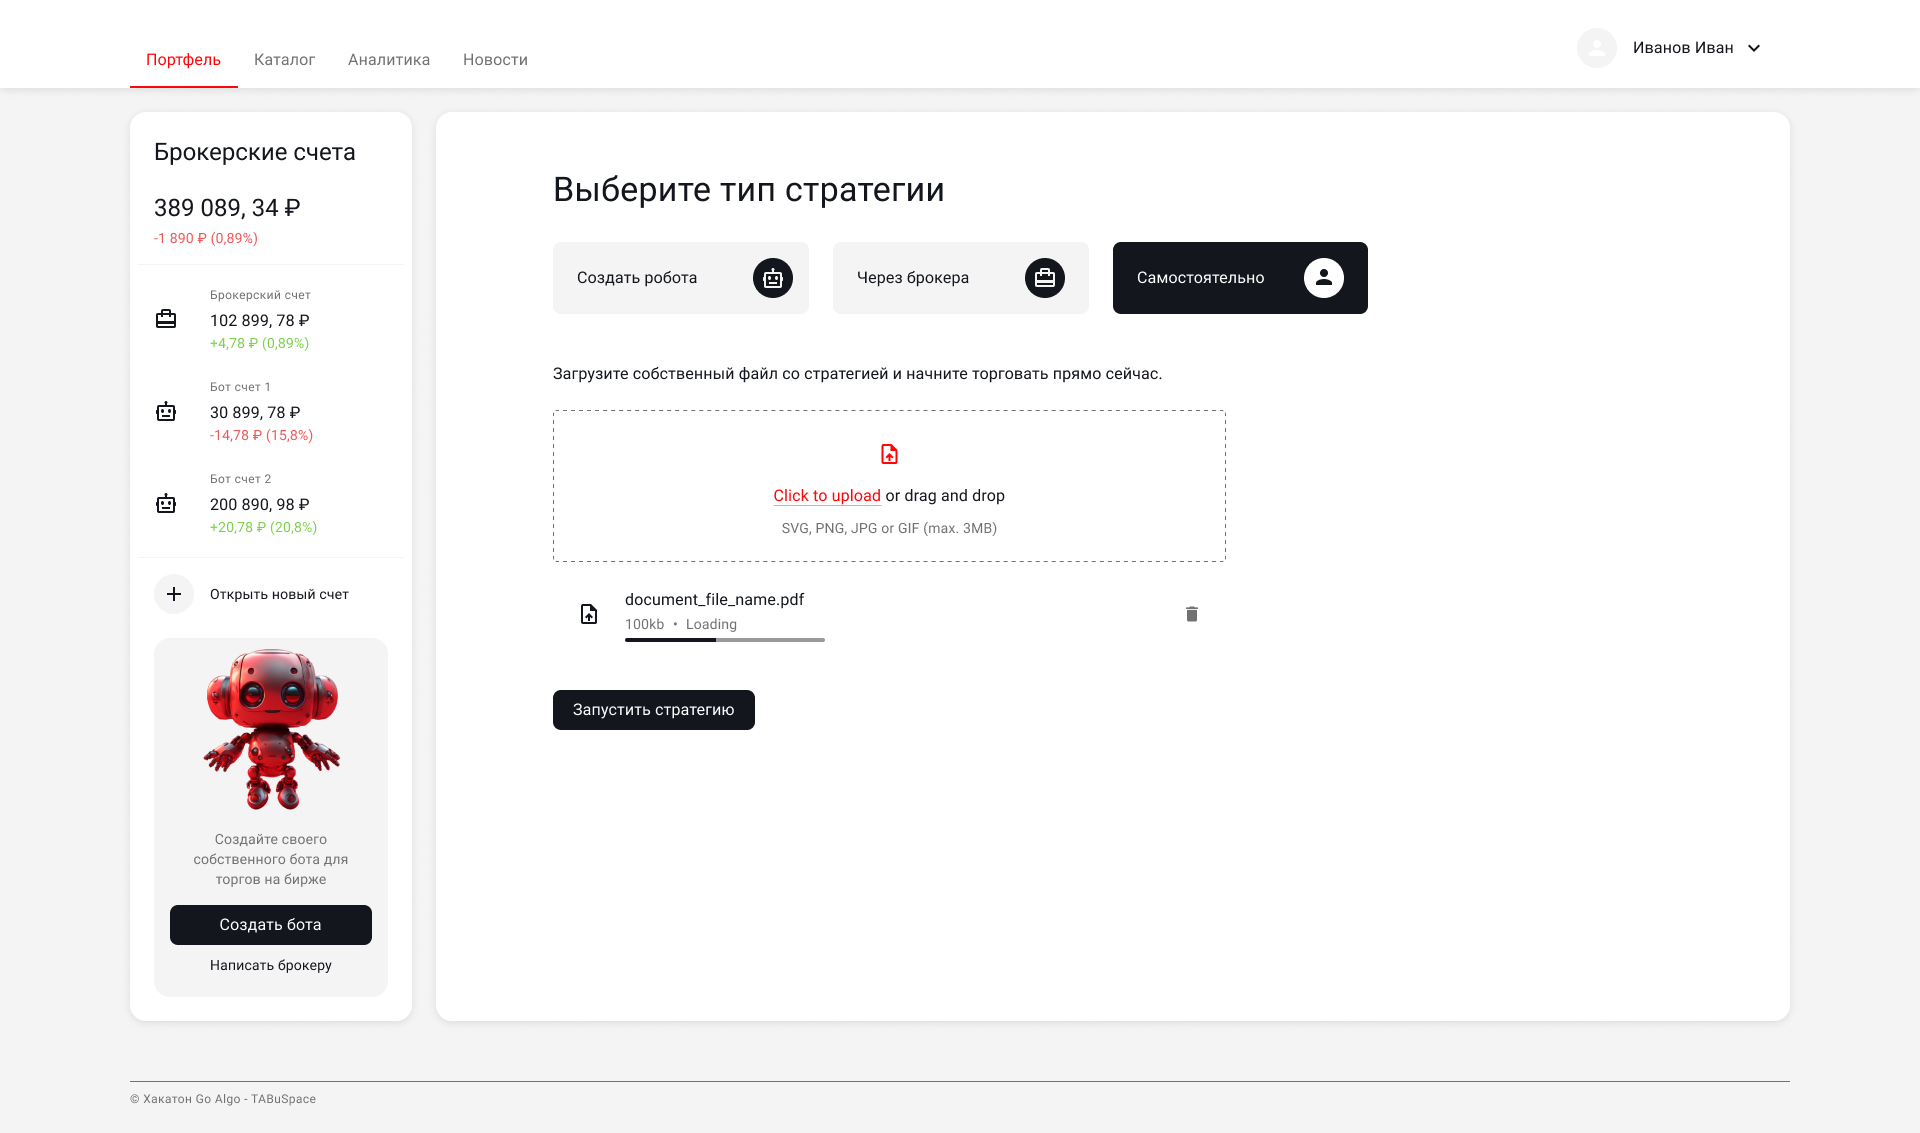 Портфель
Каталог
Аналитика
Новости
Иванов Иван
Брокерские счета
389 089, 34 ₽
-1 890 ₽ (0,89%)
Брокерский счет
102 899, 78 ₽
+4,78 ₽ (0,89%)
Бот счет 1
30 899, 78 ₽
-14,78 ₽ (15,8%)
Бот счет 2
200 890, 98 ₽
+20,78 ₽ (20,8%)
Открыть новый счет
Создайте своего
собственного бота для
торгов на бирже
Создать бота
Написать брокеру
Выберите тип стратегии
Создать робота
Через брокера
Самостоятельно
Загрузите собственный файл со стратегией и начните торговать прямо сейчас.
Click to upload or drag and drop
SVG, PNG, JPG or GIF (max. 3MB)
document_file_name.pdf
100kb • Loading
Запустить стратегию
© Хакатон Go Algo - TABuSpace